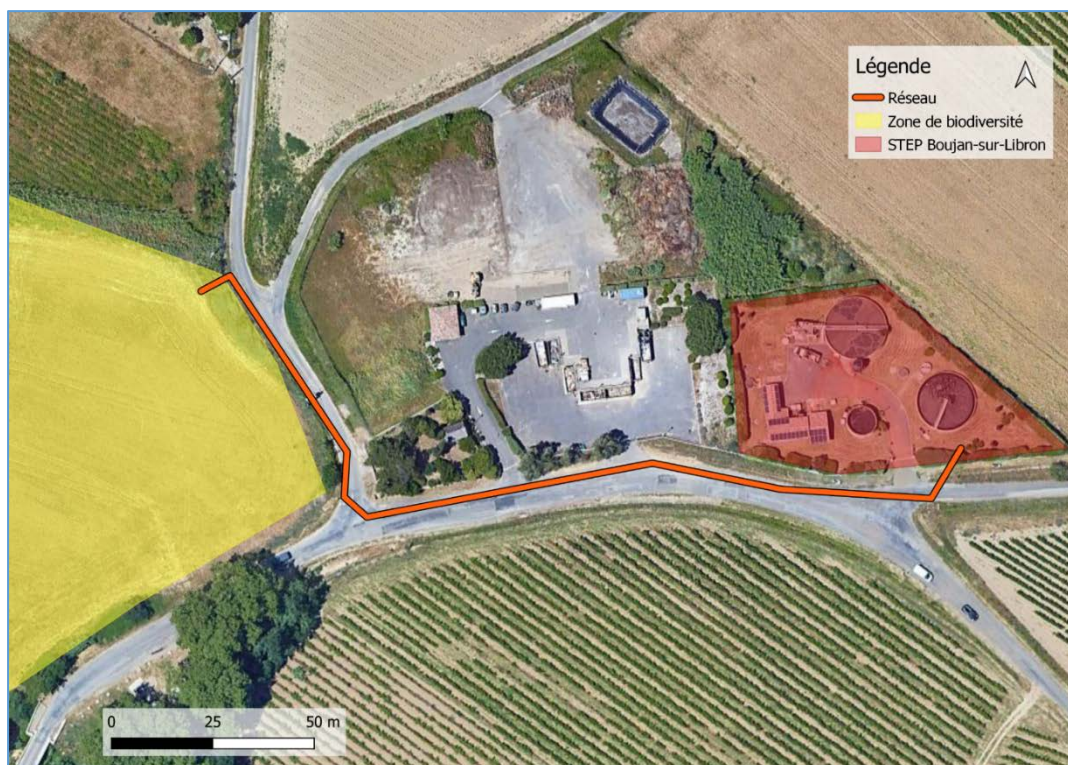 Légende
Réseau
Zone de biodiversité
STEP Boujan-sur-Libron
0 25 50 m